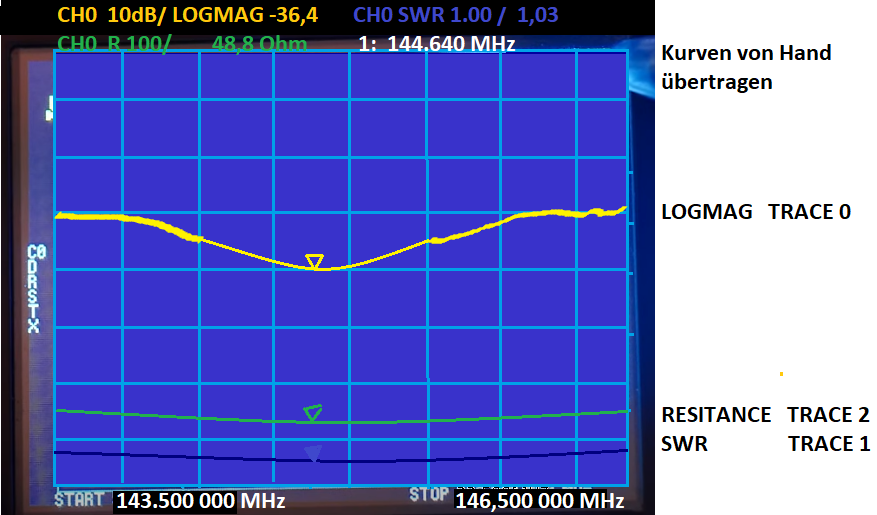 CH0 10dB/ LOGMAG -36,4 CH0 SWR 1.00 / 1,03
CH0 R 100/ 48,8 Ohm 1: 144.640 MHz
Kurven von Hand
übertragen
LOGMAG TRACE 0
C0
D
R
S
T
X
RESITANCE TRACE 2
SWR TRACE 1
START 143.500 000 MHz STOP 146,500 000 MHz